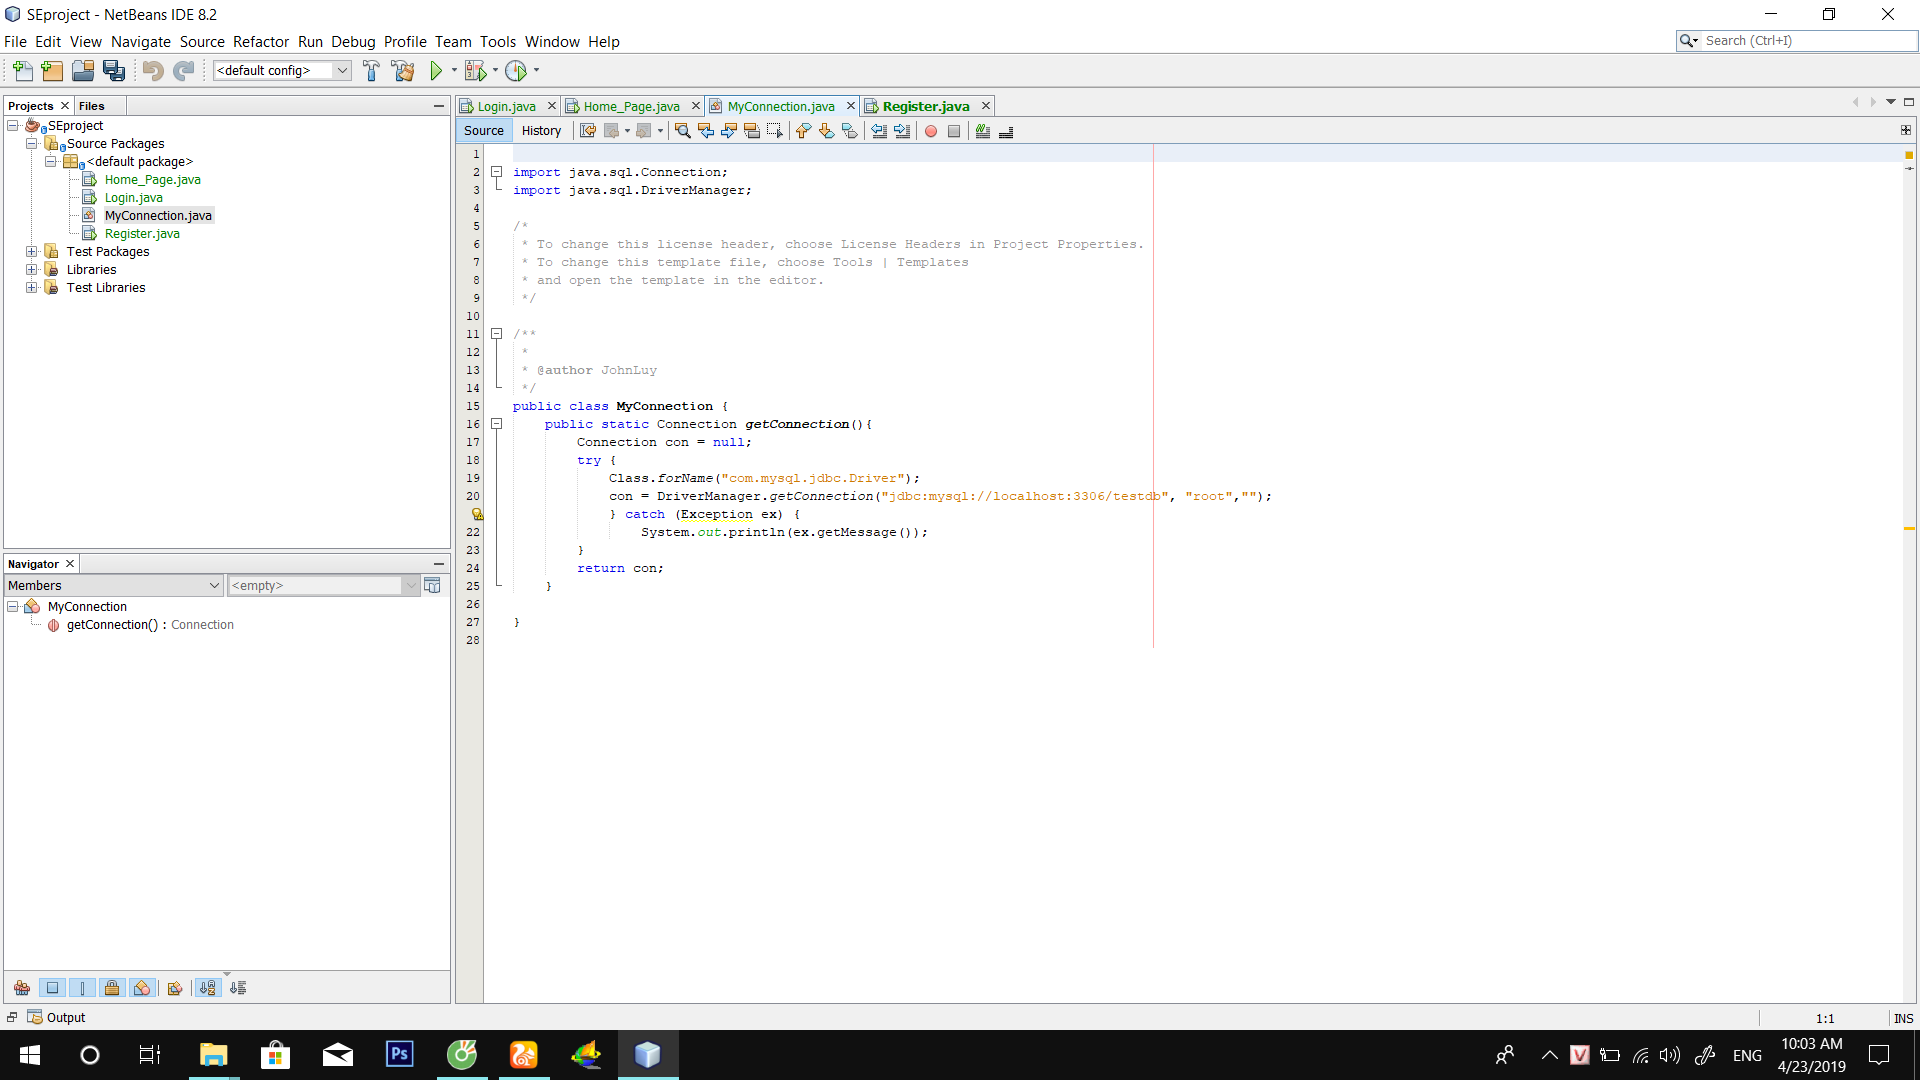 SEproject - NetBeans IDE 8.2
File Edit View Navigate Source Refactor Run Debug Profile Team Tools Window Help
Search (Ctrl+I)
<default config>
Projects Files
SEproject
Source Packages
<default package>
Home_Page.java
Login.java
MyConnection.java
Register.java
Test Packages
Libraries
Test Libraries
Navigator
Members
<empty>
MyConnection
getConnection() : Connection
Login.java Home_Page.java MyConnection.java Register.java
Source History
1
2 import java.sql.Connection;
3 import java.sql.DriverManager;
4
5 /*
6 * To change this license header, choose License Headers in Project Properties.
7 * To change this template file, choose Tools | Templates
8 * and open the template in the editor.
9 */
10
11 /**
12 *
13 * @author JohnLuy
14 */
15 public class MyConnection {
16 public static Connection getConnection(){
17 Connection con = null;
18 try {
19 Class.forName("com.mysql.jdbc.Driver");
20 con = DriverManager.getConnection("jdbc:mysql://localhost:3306/testdb", "root","");
} catch (Exception ex) {
22 System.out.println(ex.getMessage());
23 }
24 return con;
25 }
26
27 }
28
Output
1:1 INS
Ps
ENG
10:03 AM
4/23/2019